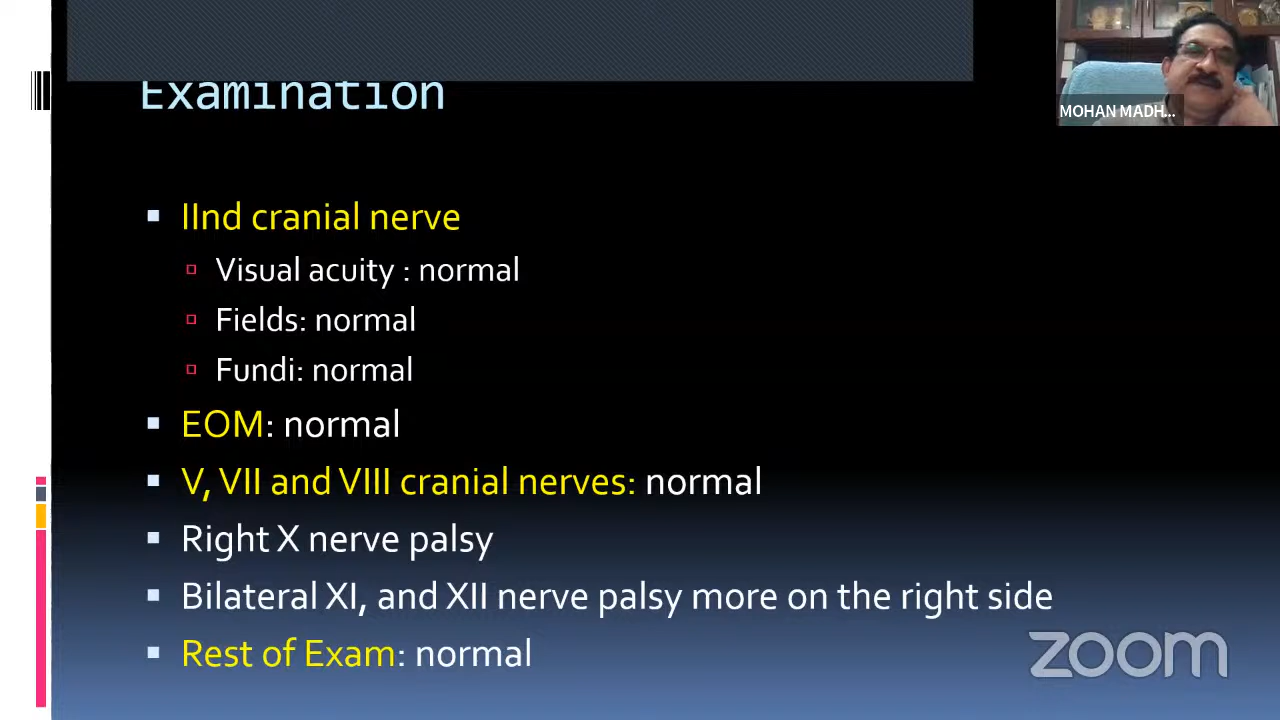 Examination
MOHAN MADH...
IInd cranial nerve
Visual acuity : normal
Fields: normal
Fundi: normal
EOM: normal
V, VII and VIII cranial nerves: normal
Right X nerve palsy
Bilateral XI, and XII nerve palsy more on the right side
Rest of Exam: normal
zoom